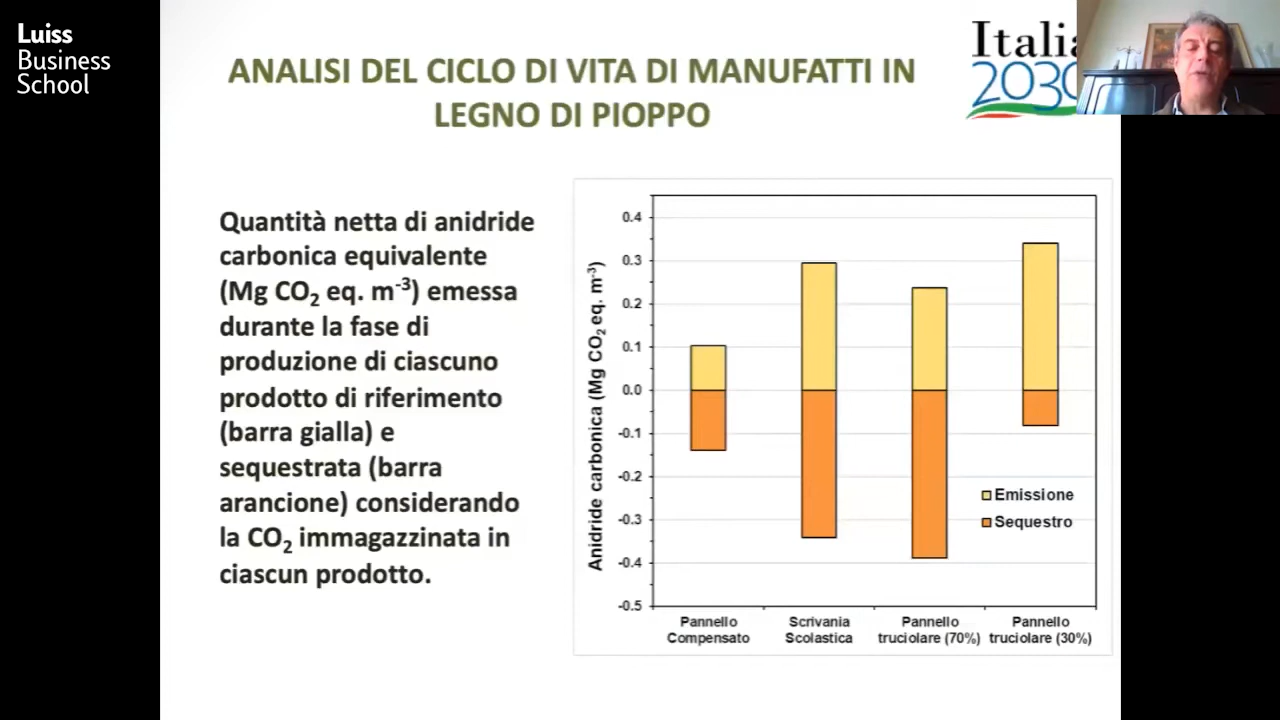 Luiss
Business
School
ANALISI DEL CICLO DI VITA DI MANUFATTI IN
LEGNO DI PIOPPO
Italia
2030
Quantità netta di anidride
carbonica equivalente
(Mg CO₂ eq. m⁻³) emessa
durante la fase di
produzione di ciascuno
prodotto di riferimento
(barra gialla) e
sequestrata (barra
arancione) considerando
la CO₂ immagazzinata in
ciascun prodotto.
Anidride carbonica (Mg CO₂ eq. m⁻³)
0.4
0.3
0.2
0.1
0.0
-0.1
-0.2
-0.3
-0.4
-0.5
Emissione
Sequestro
Pannello
Compensato
Scrivania
Scolastica
Pannello
truciolare (70%)
Pannello
truciolare (30%)